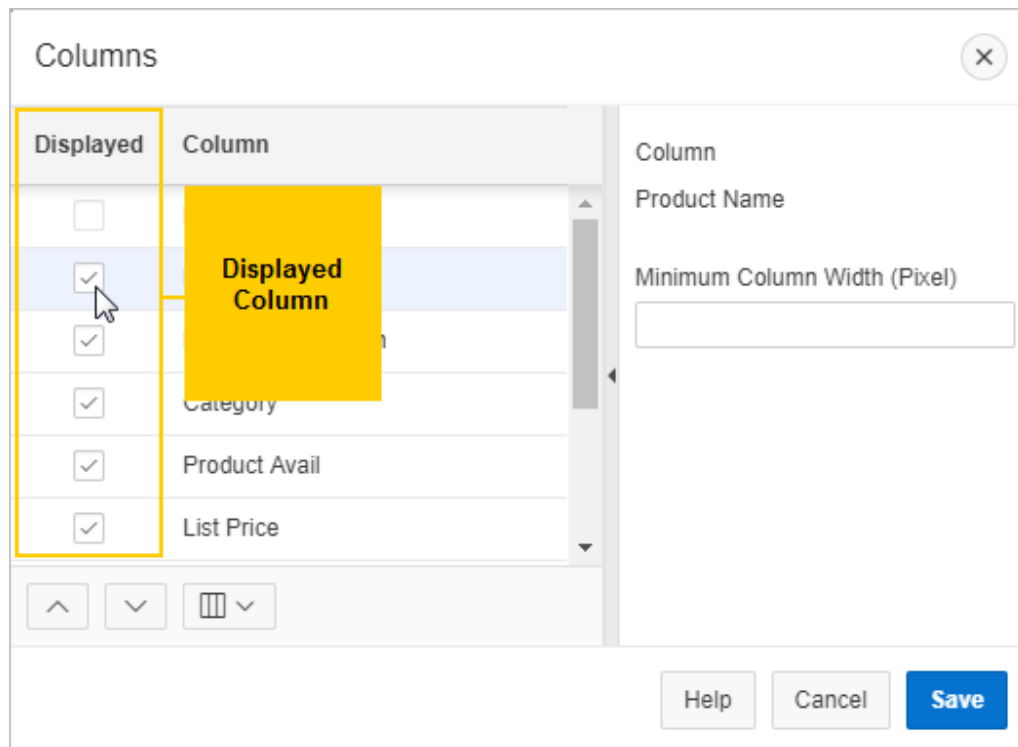 Columns
Displayed
Column
Displayed
Column
Category
Product Avail
List Price
Column
Product Name
Minimum Column Width (Pixel)
Help
Cancel
Save